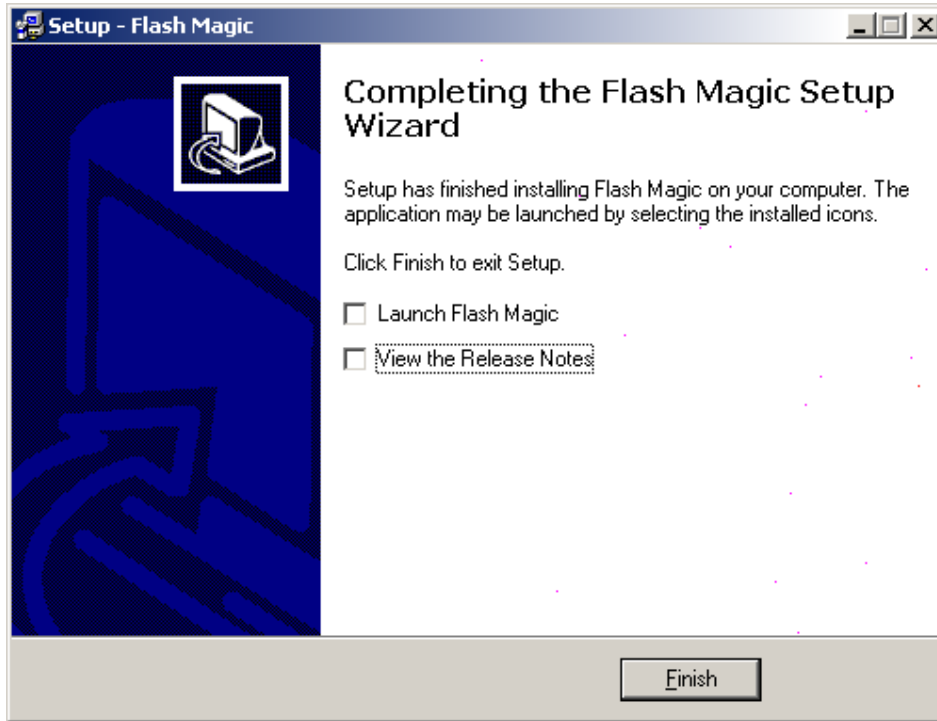 Setup - Flash Magic
Completing the Flash Magic Setup
Wizard
Setup has finished installing Flash Magic on your computer. The
application may be launched by selecting the installed icons.
Click Finish to exit Setup.
Launch Flash Magic
View the Release Notes
Finish